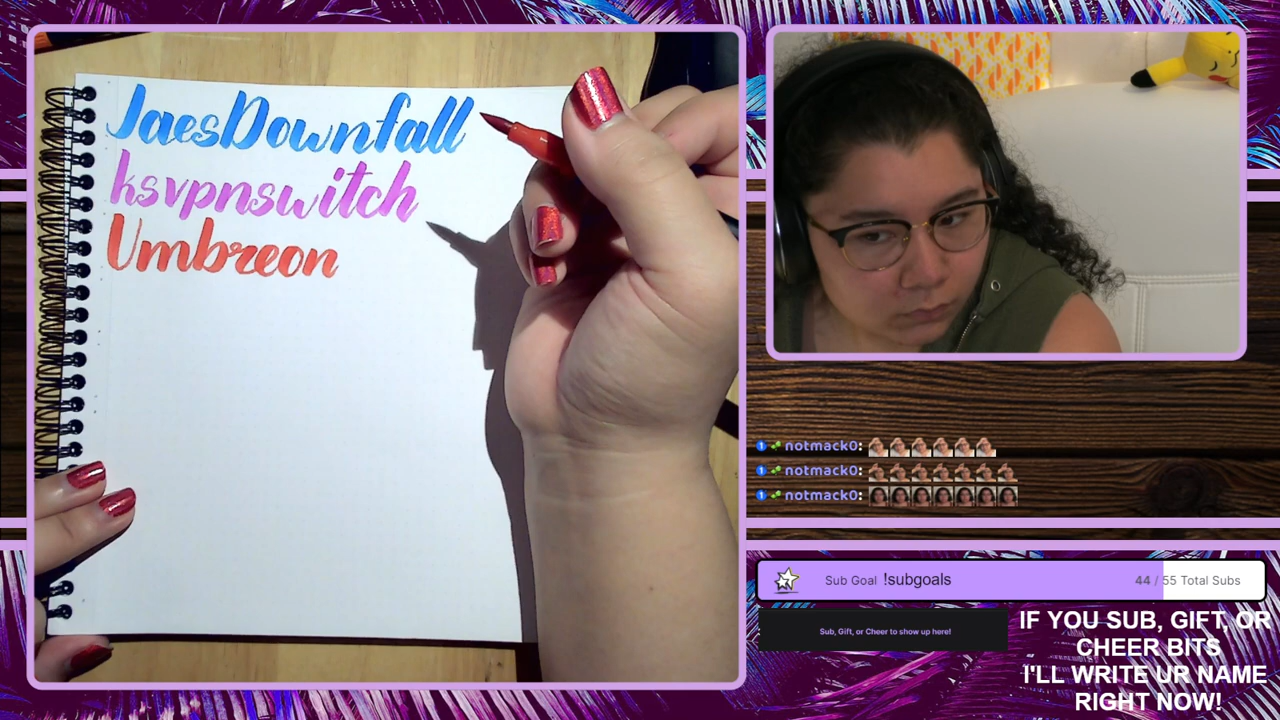 JaesDownfall
ksvpnswitch
Umbreon
notmack0:
notmack0:
notmack0:
Sub Goal !subgoals
44 / 55 Total Subs
Sub, Gift, or Cheer to show up here!
IF YOU SUB, GIFT, OR
CHEER BITS
I'LL WRITE UR NAME
RIGHT NOW!